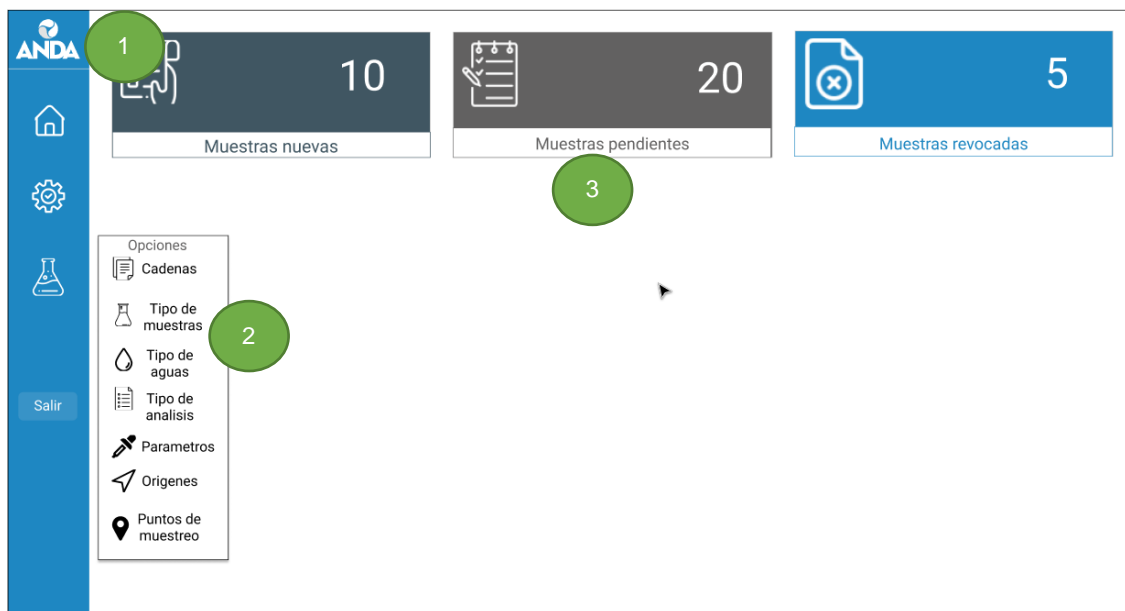 ANDA
1
10
Muestras nuevas
20
Muestras pendientes
5
Muestras revocadas
3
Opciones
Cadenas
Tipo de
muestras
2
Tipo de
aguas
Tipo de
analisis
Parametros
Origenes
Puntos de
muestreo
Salir